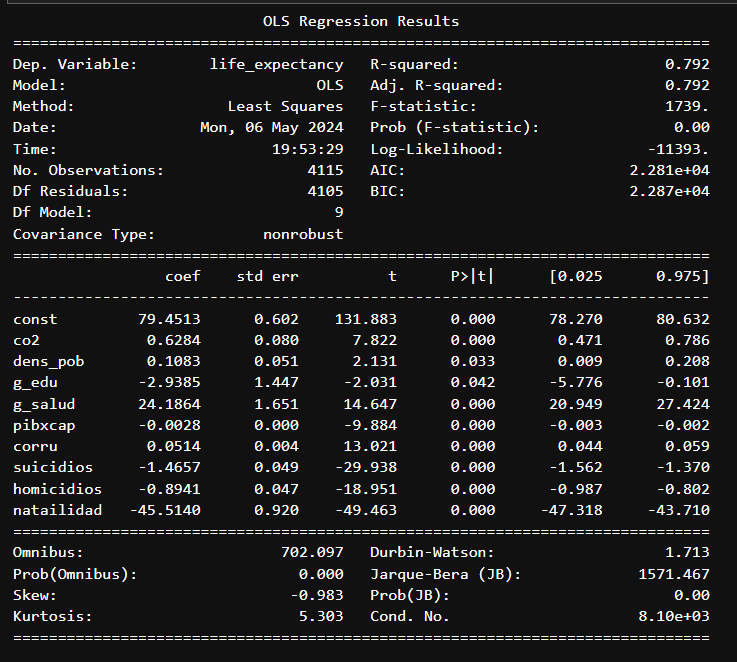 OLS Regression Results
==============================================================================
Dep. Variable: life_expectancy R-squared: 0.792
Model: OLS Adj. R-squared: 0.792
Method: Least Squares F-statistic: 1739.
Date: Mon, 06 May 2024 Prob (F-statistic): 0.00
Time: 19:53:29 Log-Likelihood: -11393.
No. Observations: 4115 AIC: 2.281e+04
Df Residuals: 4105 BIC: 2.287e+04
Df Model: 9
Covariance Type: nonrobust
==============================================================================
coef std err t P>|t| [0.025 0.975]
------------------------------------------------------------------------------
const 79.4513 0.602 131.883 0.000 78.270 80.632
co2 0.6284 0.080 7.822 0.000 0.471 0.786
dens_pob 0.1083 0.051 2.131 0.033 0.009 0.208
g_edu -2.9385 1.447 -2.031 0.042 -5.776 -0.101
g_salud 24.1864 1.651 14.647 0.000 20.949 27.424
pibxcap -0.0028 0.000 -9.884 0.000 -0.003 -0.002
corru 0.0514 0.004 13.021 0.000 0.044 0.059
suicidios -1.4657 0.049 -29.938 0.000 -1.562 -1.370
homicidios -0.8941 0.047 -18.951 0.000 -0.987 -0.802
natailidad -45.5140 0.920 -49.463 0.000 -47.318 -43.710
==============================================================================
Omnibus: 702.097 Durbin-Watson: 1.713
Prob(Omnibus): 0.000 Jarque-Bera (JB): 1571.467
Skew: -0.983 Prob(JB): 0.00
Kurtosis: 5.303 Cond. No. 8.10e+03
==============================================================================